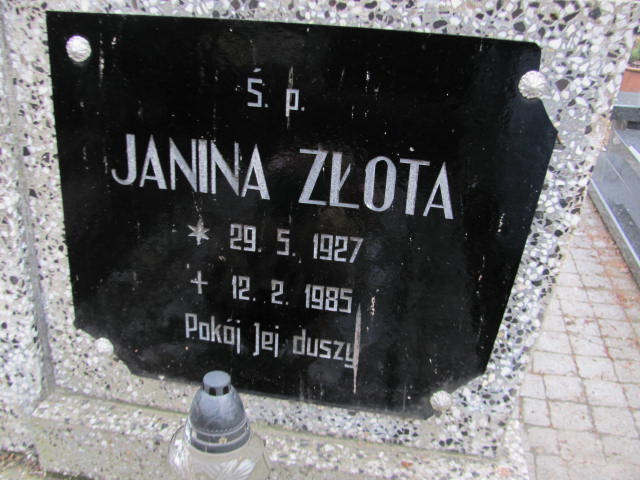 Ś. p.
JANINA ZŁOTA
* 29. 5. 1927
+ 12. 2. 1985
Pokój Jej duszy